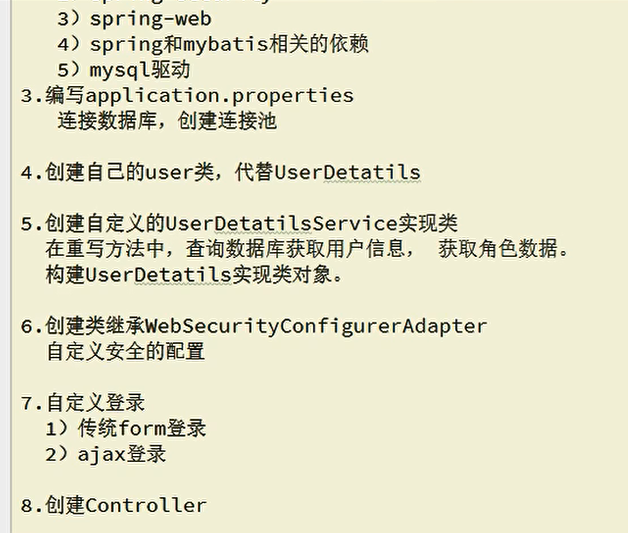 3）spring-web
4）spring和mybatis相关的依赖
5）mysql驱动
3.编写application.properties
连接数据库，创建连接池
4.创建自己的user类，代替UserDetatils
5.创建自定义的UserDetatilsService实现类
在重写方法中，查询数据库获取用户信息， 获取角色数据。
构建UserDetatils实现类对象。
6.创建类继承WebSecurityConfigurerAdapter
自定义安全的配置
7.自定义登录
1）传统form登录
2）ajax登录
8.创建Controller